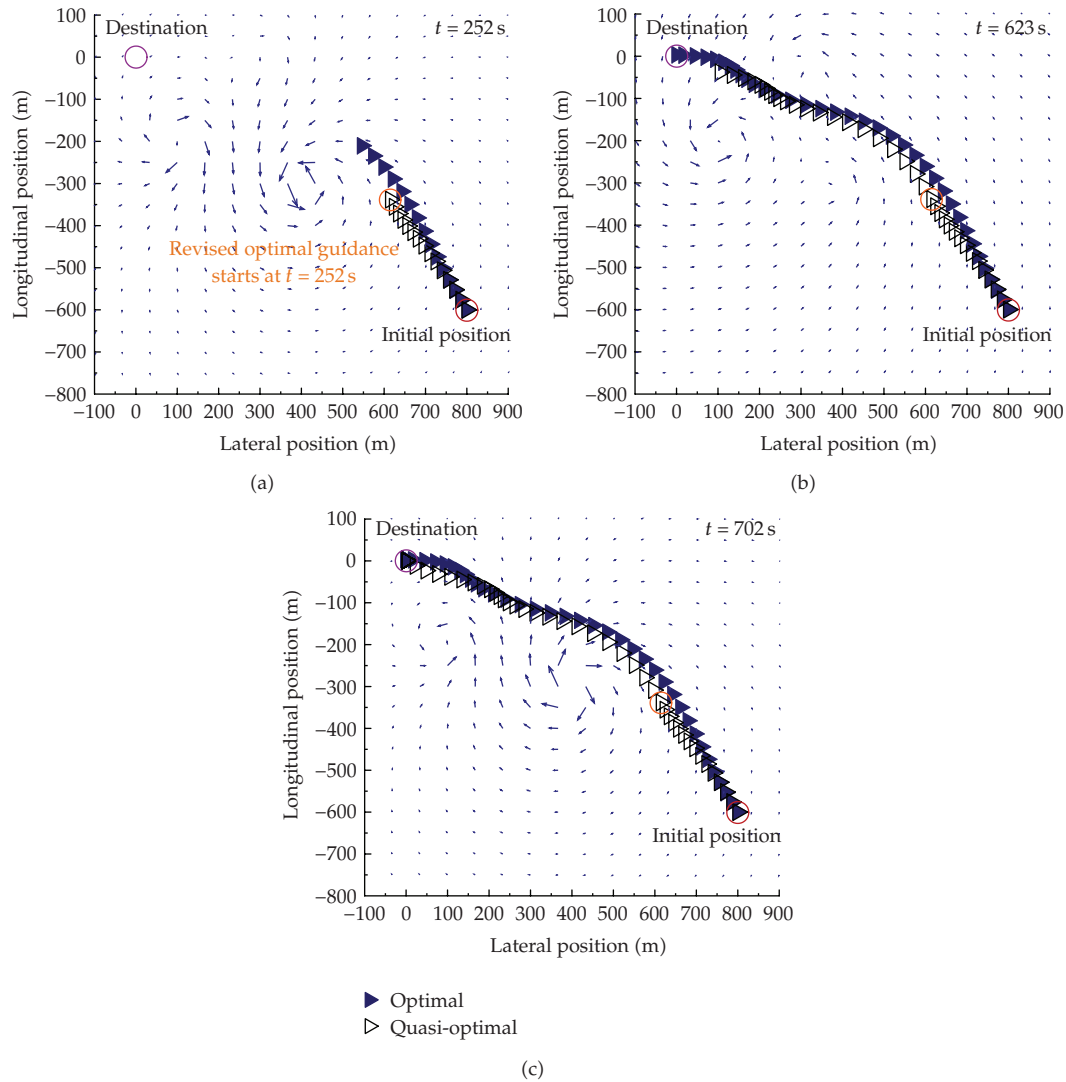 Destination
t = 252 s
100
0
−100
−200
−300
−400
−500
−600
−700
−800
Longitudinal position (m)
Revised optimal guidance
starts at t = 252 s
Initial position
−100 0 100 200 300 400 500 600 700 800 900
Lateral position (m)
(a)
Destination
t = 623 s
100
0
−100
−200
−300
−400
−500
−600
−700
−800
Longitudinal position (m)
Initial position
−100 0 100 200 300 400 500 600 700 800 900
Lateral position (m)
(b)
Destination
t = 702 s
100
0
−100
−200
−300
−400
−500
−600
−700
−800
Longitudinal position (m)
Initial position
−100 0 100 200 300 400 500 600 700 800 900
Lateral position (m)
Optimal
Quasi-optimal
(c)